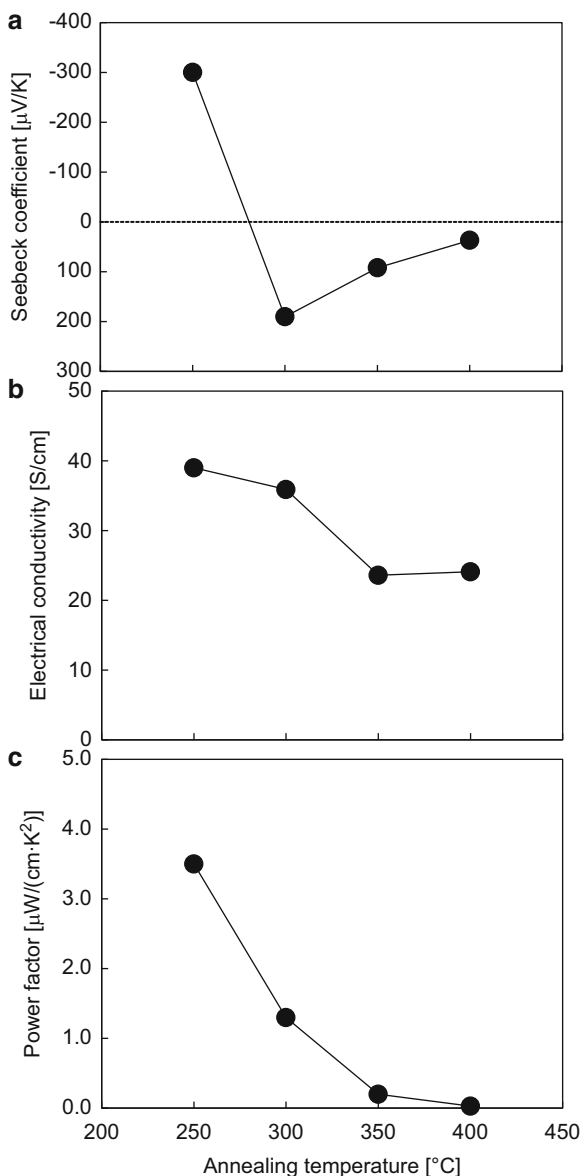 a
-400
-300
-200
-100
0
100
200
300
Seebeck coefficient [μV/K]
b
50
40
30
20
10
0
Electrical conductivity [S/cm]
c
5.0
4.0
3.0
2.0
1.0
0.0
Power factor [μW/(cm·K²)]
200 250 300 350 400 450
Annealing temperature [°C]